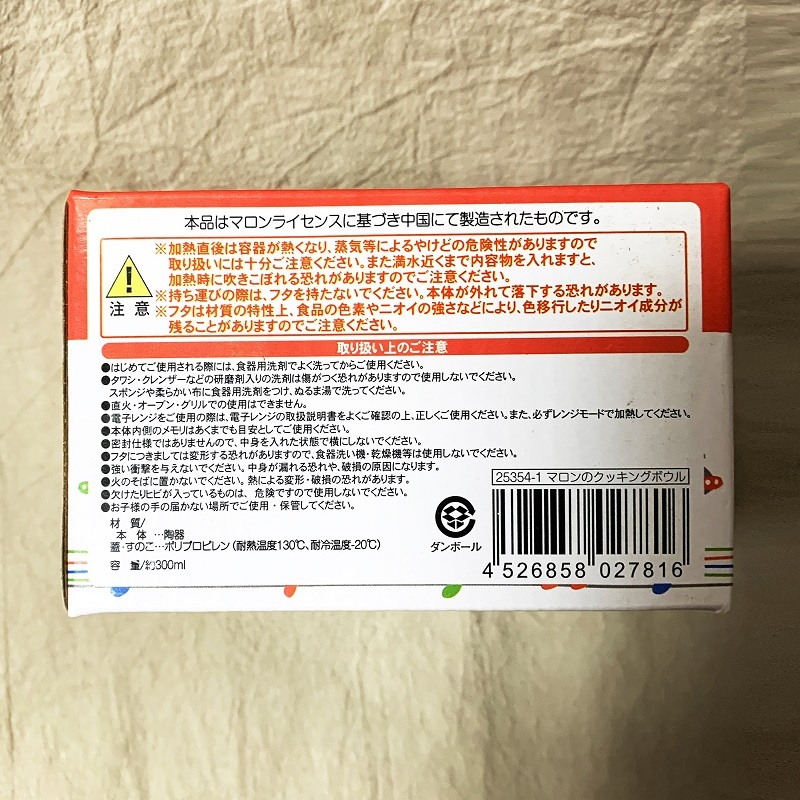 本品はマロンライセンスに基づき中国にて製造されたものです。
注 意
※加熱直後は容器が熱くなり、蒸気等によるやけどの危険性がありますので
取り扱いには十分ご注意ください。また満水近くまで内容物を入れますと、
加熱時に吹きこぼれる恐れがありますのでご注意ください。
※持ち運びの際は、フタを持たないでください。本体が外れて落下する恐れがあります。
※フタは材質の特性上、食品の色素やニオイの強さなどにより、色移行したりニオイ成分が
残ることがありますのでご注意ください。
取り扱い上のご注意
●はじめてご使用される際には、食器用洗剤でよく洗ってからご使用ください。
●タワシ・クレンザーなどの研磨剤入りの洗剤は傷がつく恐れがありますので使用しないでください。
スポンジや柔らかい布に食器用洗剤をつけ、ぬるま湯で洗ってください。
●直火・オーブン・グリルでの使用はできません。
●電子レンジをご使用の際は、電子レンジの取扱説明書をよくご確認の上、正しくご使用ください。また、必ずレンジモードで加熱してください。
●本体内側のメモリはあくまでも目安としてご使用ください。
●密封仕様ではありませんので、中身を入れた状態で横にしないでください。
●フタにつきましては変形する恐れがありますので、食器洗い機・乾燥機等は使用しないでください。
●強い衝撃を与えないでください。中身が漏れる恐れや、破損の原因になります。
●火のそばに置かないでください。熱による変形・破損の恐れがあります。
●欠けたりヒビが入っているものは、危険ですので使用しないでください。
●お子様の手の届かない場所でご使用・保管してください。
材 質/
本 体 …陶器
蓋・すのこ…ポリプロピレン(耐熱温度130℃、耐冷温度-20℃)
容 量/約300ml
ダンボール
25354-1 マロンのクッキングボウル
4 526858 027816